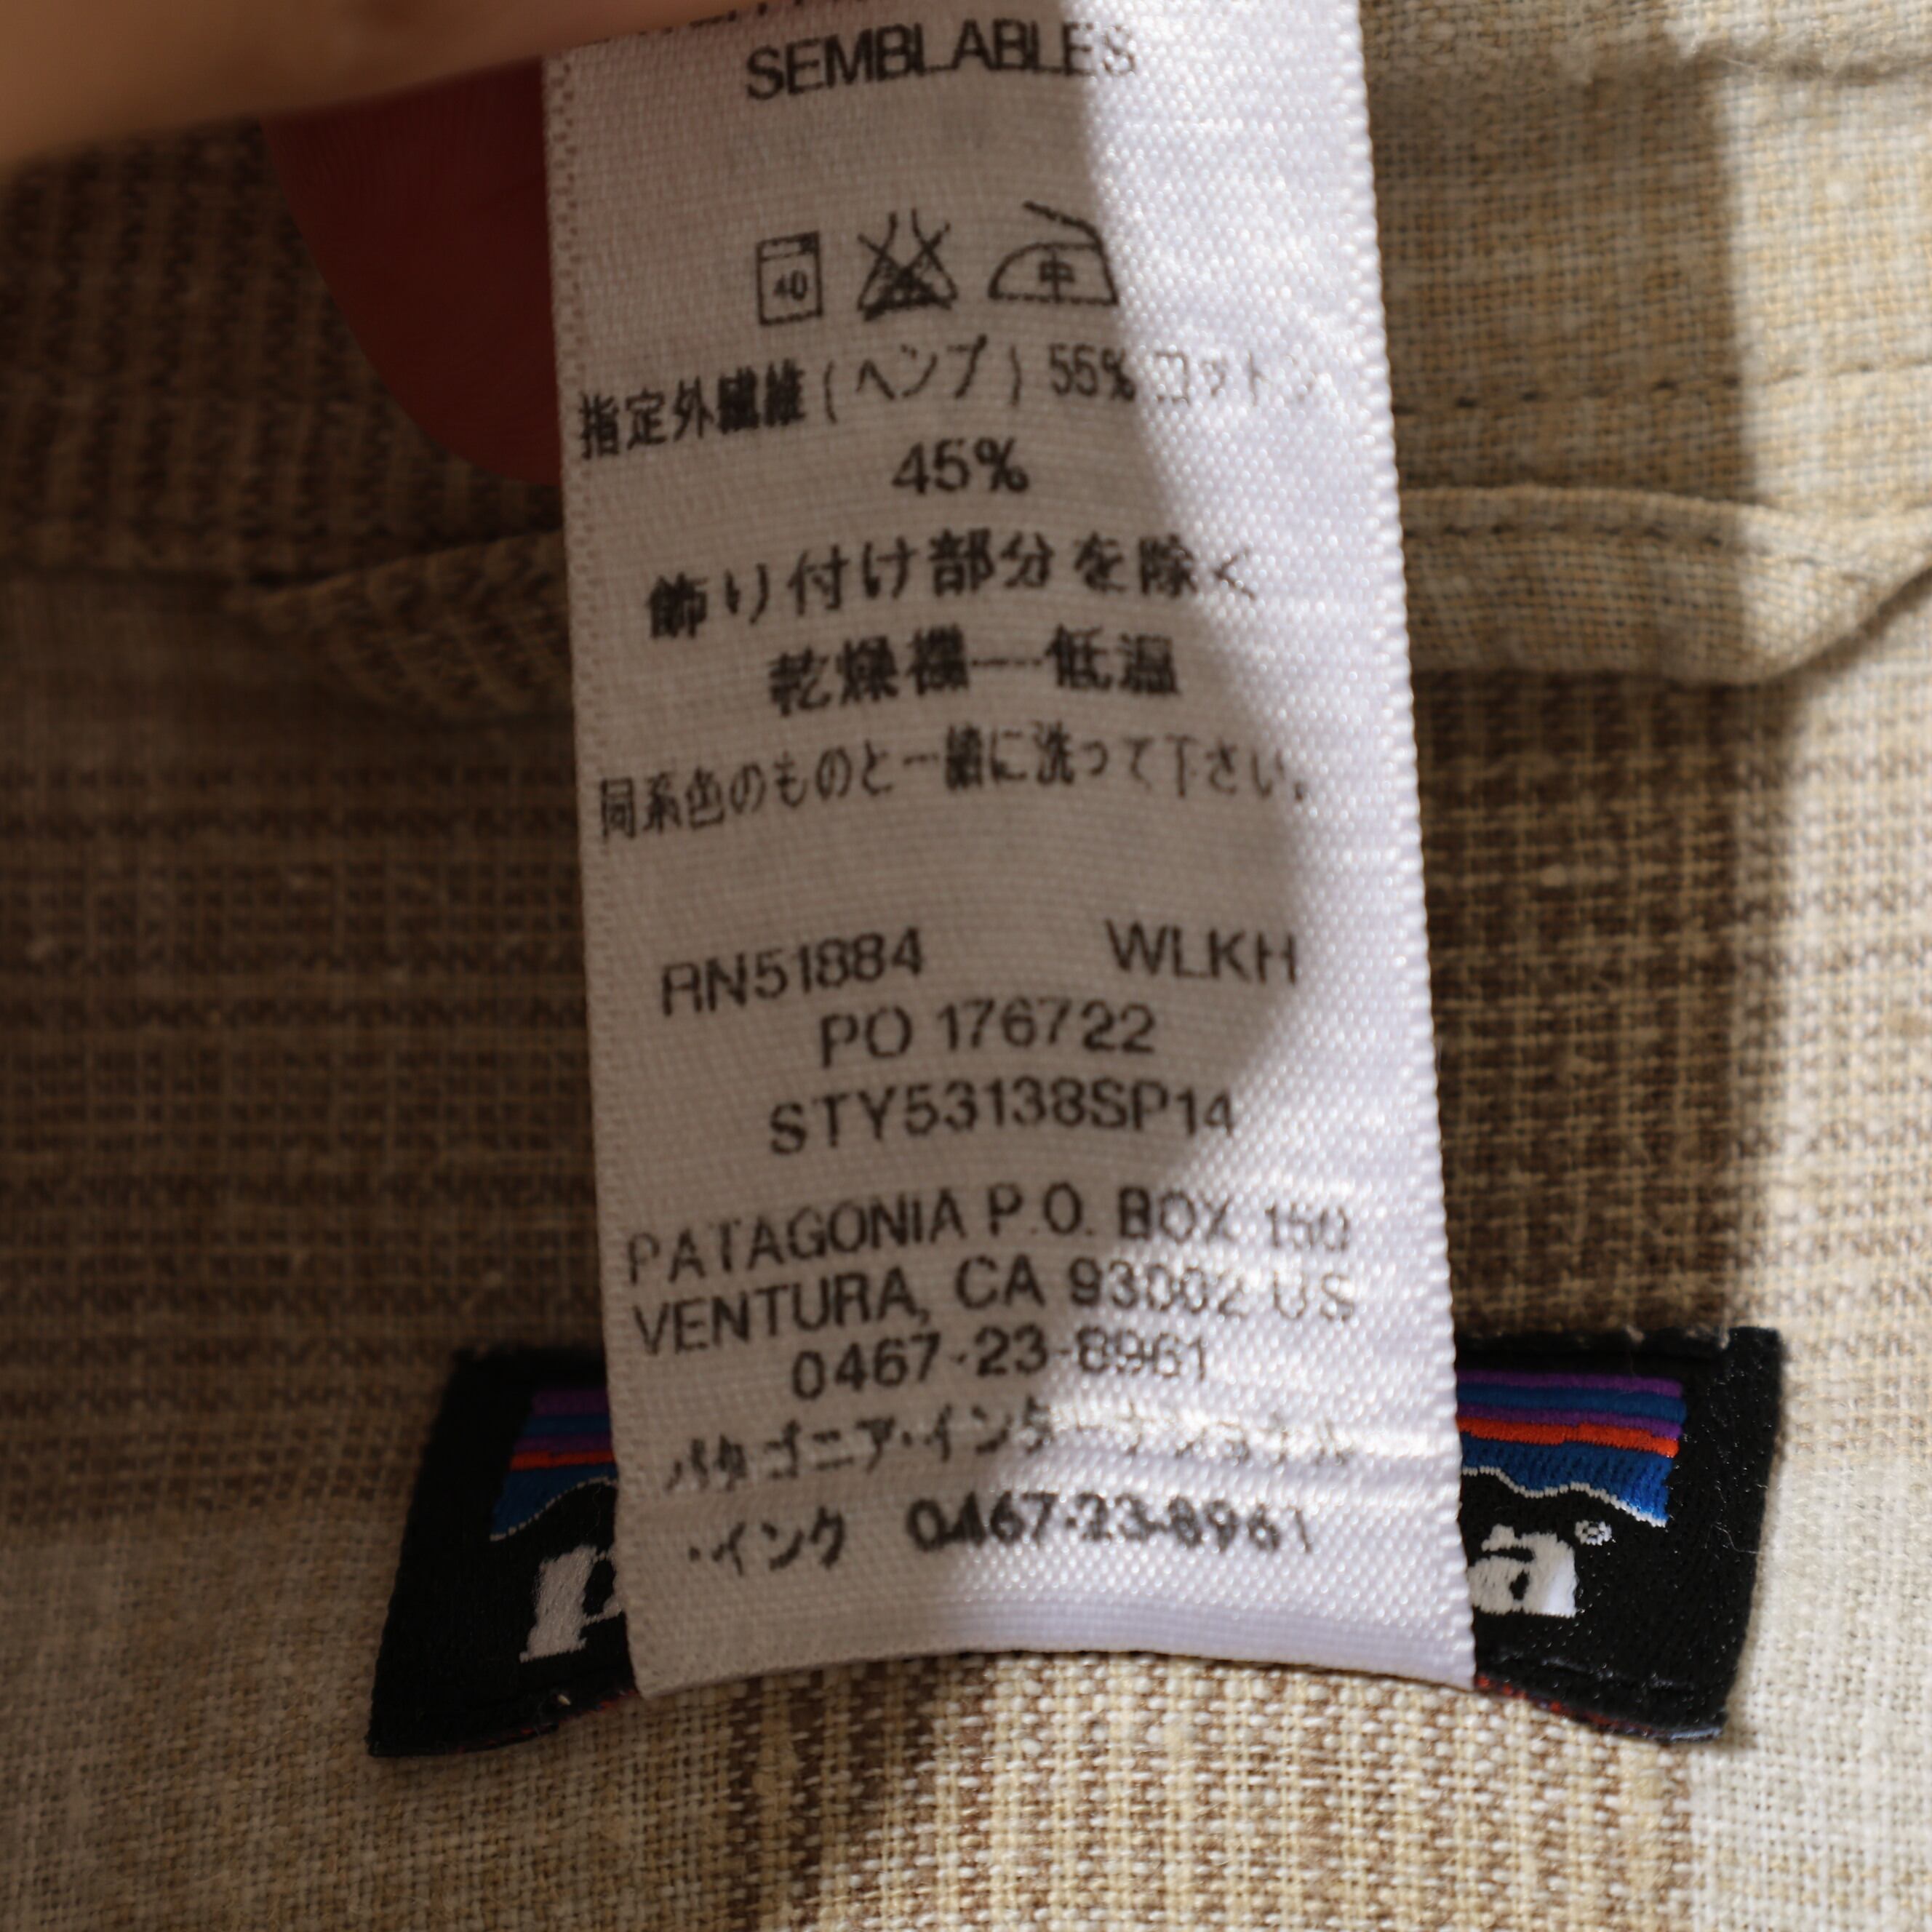 SEMBLABLES
40
中
指定外繊維(ヘンプ)55% コットン
45%
飾り付け部分を除く
乾燥機—低温
同系色のものと一緒に洗って下さい。
RN51884 WLKH
PO 176722
STY53138SP14
PATAGONIA P.O. BOX 150
VENTURA, CA 93002 US
0467-23-8961
パタゴニア・インターナショナル
・インク 0467-23-8961